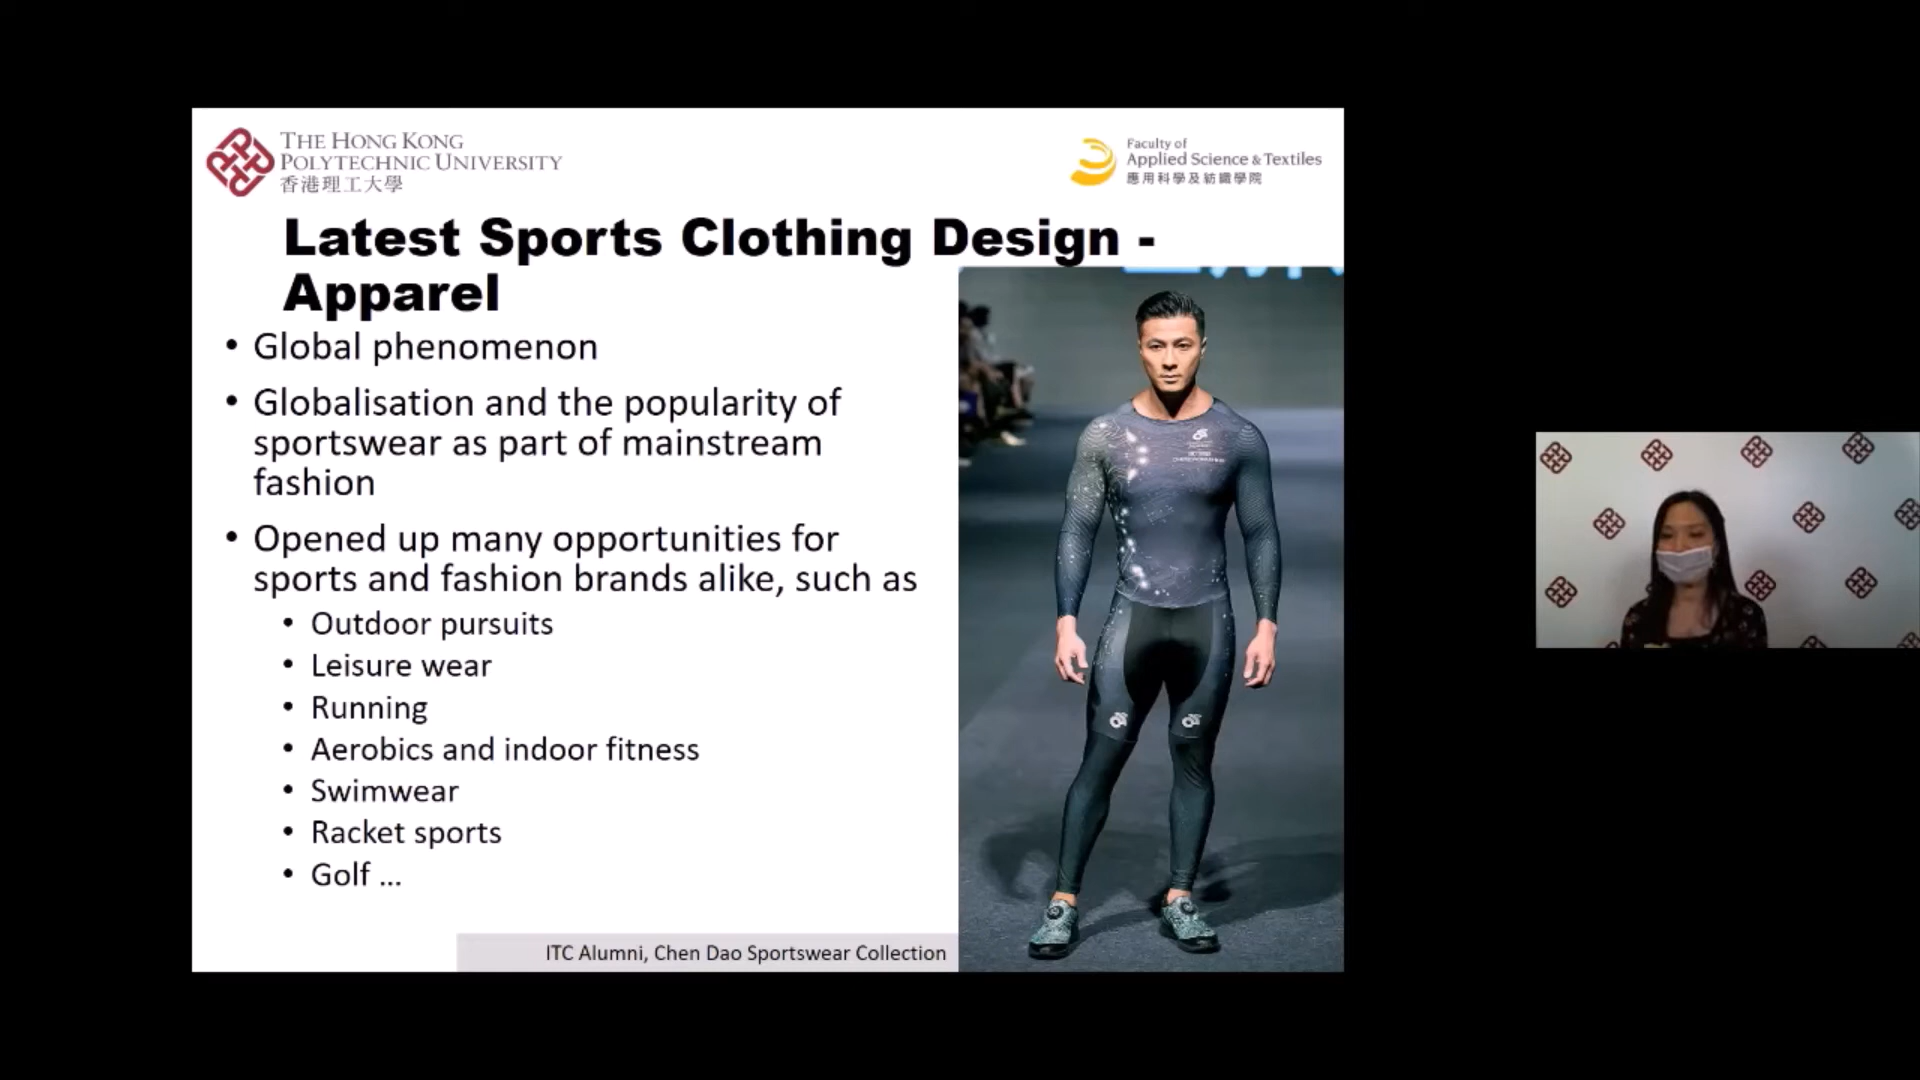 THE HONG KONG
POLYTECHNIC UNIVERSITY
香港理工大學
Faculty of
Applied Science & Textiles
應用科學及紡織學院
Latest Sports Clothing Design -
Apparel
• Global phenomenon
• Globalisation and the popularity of
sportswear as part of mainstream
fashion
• Opened up many opportunities for
sports and fashion brands alike, such as
• Outdoor pursuits
• Leisure wear
• Running
• Aerobics and indoor fitness
• Swimwear
• Racket sports
• Golf ...
ITC Alumni, Chen Dao Sportswear Collection